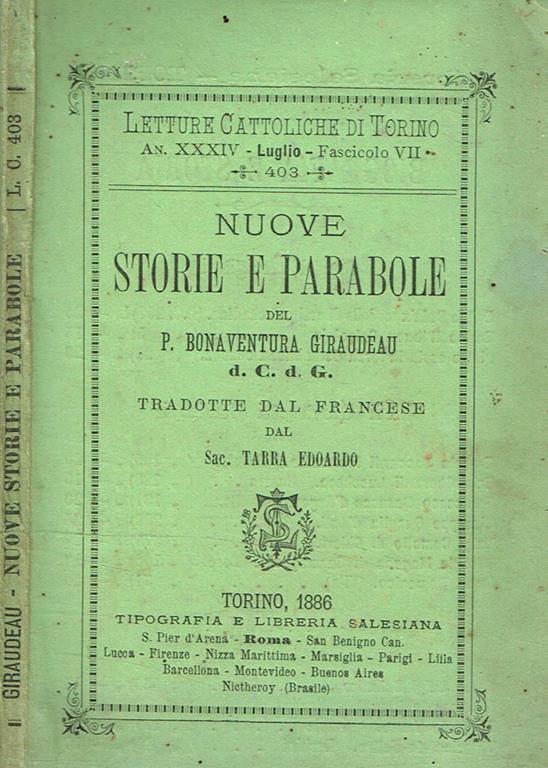 LETTURE CATTOLICHE DI TORINO
AN. XXXIV - Luglio - Fascicolo VII
403
NUOVE
STORIE E PARABOLE
DEL
P. BONAVENTURA GIRAUDEAU
d. C. d. G.
TRADOTTE DAL FRANCESE
DAL
Sac. TARRA EDOARDO
TORINO, 1886
TIPOGRAFIA E LIBRERIA SALESIANA
S. Pier d'Arena - Roma - San Benigno Can.
Lucca - Firenze - Nizza Marittima - Marsiglia - Parigi - Lilla
Barcellona - Montevideo - Buenos Aires
Nictheroy (Brasile)
GIRAUDEAU - NUOVE STORIE E PARABOLE | L. C. 403 |